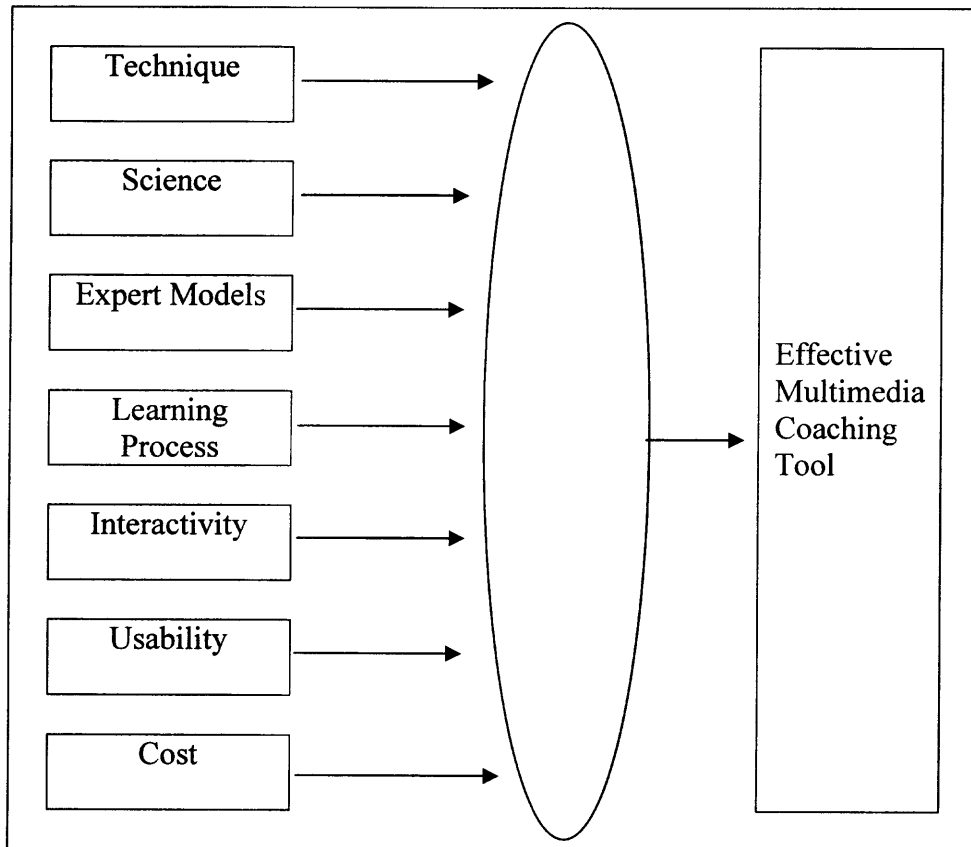 Technique
Science
Expert Models
Learning
Process
Interactivity
Usability
Cost
Effective
Multimedia
Coaching
Tool